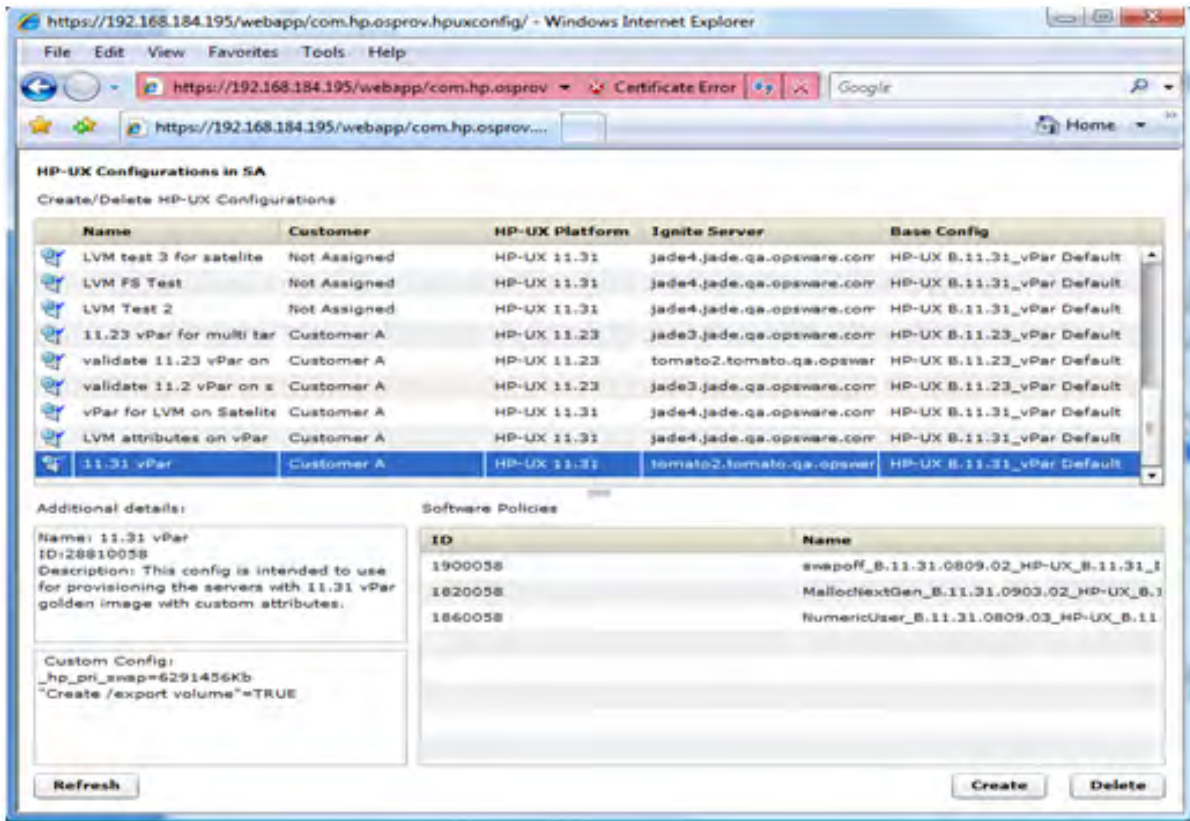 https://192.168.184.195/webapp/com.hp.osprov.hpuxconfig/ - Windows Internet Explorer
File Edit View Favorites Tools Help
https://192.168.184.195/webapp/com.hp.osprov Certificate Error Google
https://192.168.184.195/webapp/com.hp.osprov.... Home
HP-UX Configurations in SA
Create/Delete HP-UX Configurations
Name Customer HP-UX Platform Ignite Server Base Config
LVM test 3 for satelite Not Assigned HP-UX 11.31 jade4.jade.qa.opsware.com HP-UX B.11.31_vPar Default
LVM FS Test Not Assigned HP-UX 11.31 jade4.jade.qa.opsware.com HP-UX B.11.31_vPar Default
LVM Test 2 Not Assigned HP-UX 11.31 jade4.jade.qa.opsware.com HP-UX B.11.31_vPar Default
11.23 vPar for multi tar Customer A HP-UX 11.23 jade3.jade.qa.opsware.com HP-UX B.11.23_vPar Default
validate 11.23 vPar on Customer A HP-UX 11.23 tomato2.tomato.qa.opswar HP-UX B.11.23_vPar Default
validate 11.2 vPar on s Customer A HP-UX 11.23 jade3.jade.qa.opsware.com HP-UX B.11.23_vPar Default
vPar for LVM on Satelite Customer A HP-UX 11.31 jade4.jade.qa.opsware.com HP-UX B.11.31_vPar Default
LVM attributes on vPar Customer A HP-UX 11.31 jade4.jade.qa.opsware.com HP-UX B.11.31_vPar Default
11.31 vPar Customer A HP-UX 11.31 tomato2.tomato.qa.opswar HP-UX B.11.31_vPar Default
Additional details: Software Policies
Name: 11.31 vPar
ID:28810058
Description: This config is intended to use
for provisioning the servers with 11.31 vPar
golden image with custom attributes.
Custom Config:
_hp_pri_swap=6291456Kb
"Create /export volume"=TRUE
ID Name
1900058 swapoff_B.11.31.0809.02_HP-UX_B.11.31_I
1820058 MallocNextGen_B.11.31.0903.02_HP-UX_B.1
1860058 NumericUser_B.11.31.0809.03_HP-UX_B.11
Refresh Create Delete